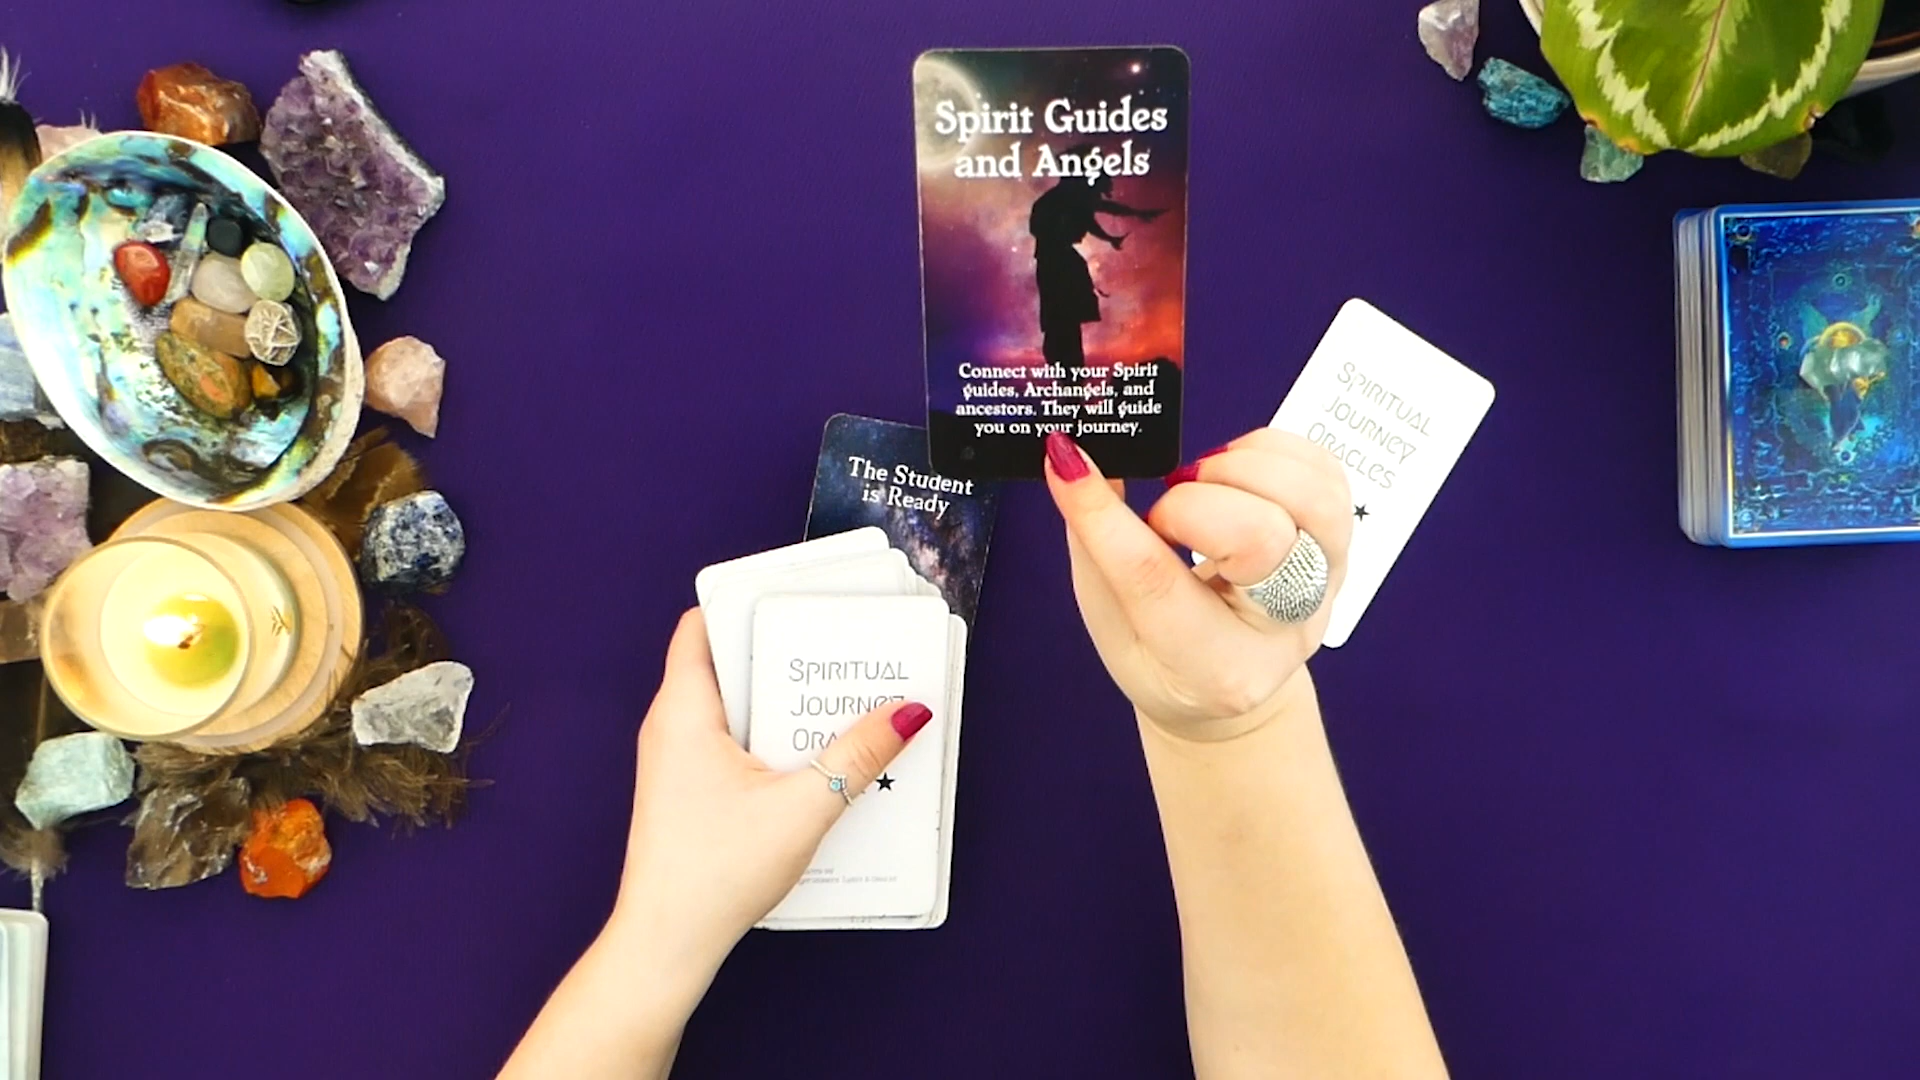 Spirit Guides
and Angels
Connect with your Spirit
guides, Archangels, and
ancestors. They will guide
you on your journey.
The Student
is Ready
Spiritual
Journey
Oracles
Spiritual
Journey